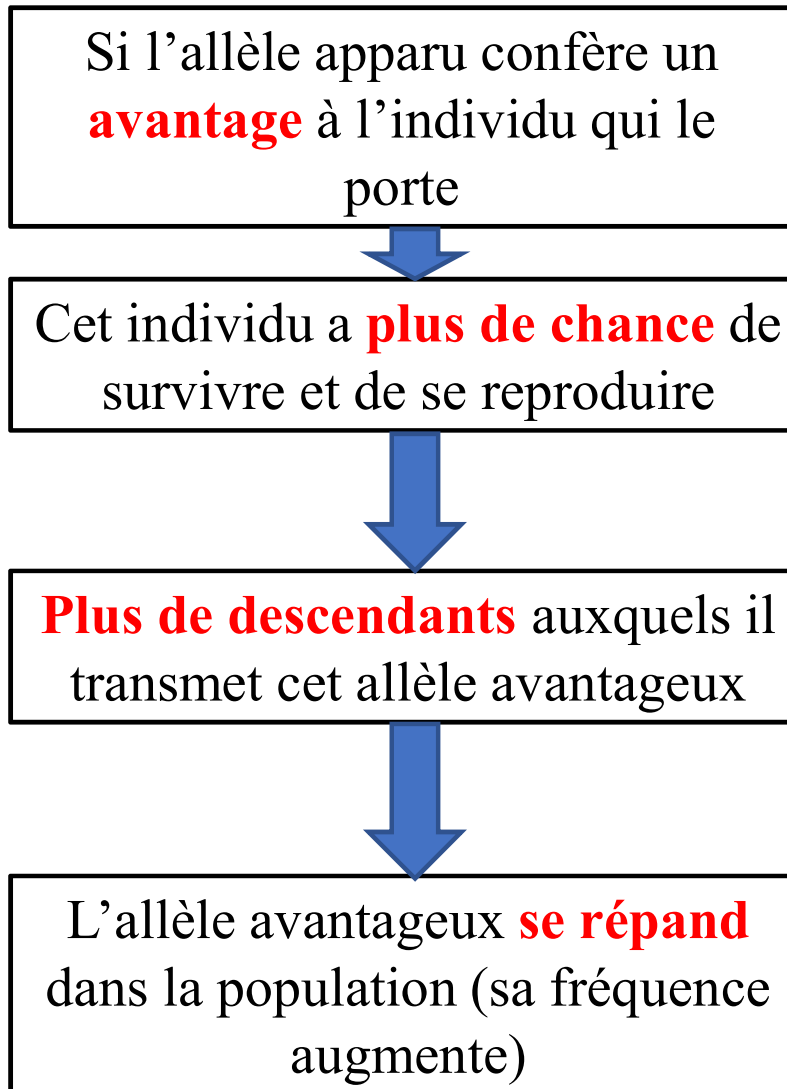 Si l’allèle apparu confère un
avantage à l’individu qui le
porte
Cet individu a plus de chance de
survivre et de se reproduire
Plus de descendants auxquels il
transmet cet allèle avantageux
L’allèle avantageux se répand
dans la population (sa fréquence
augmente)